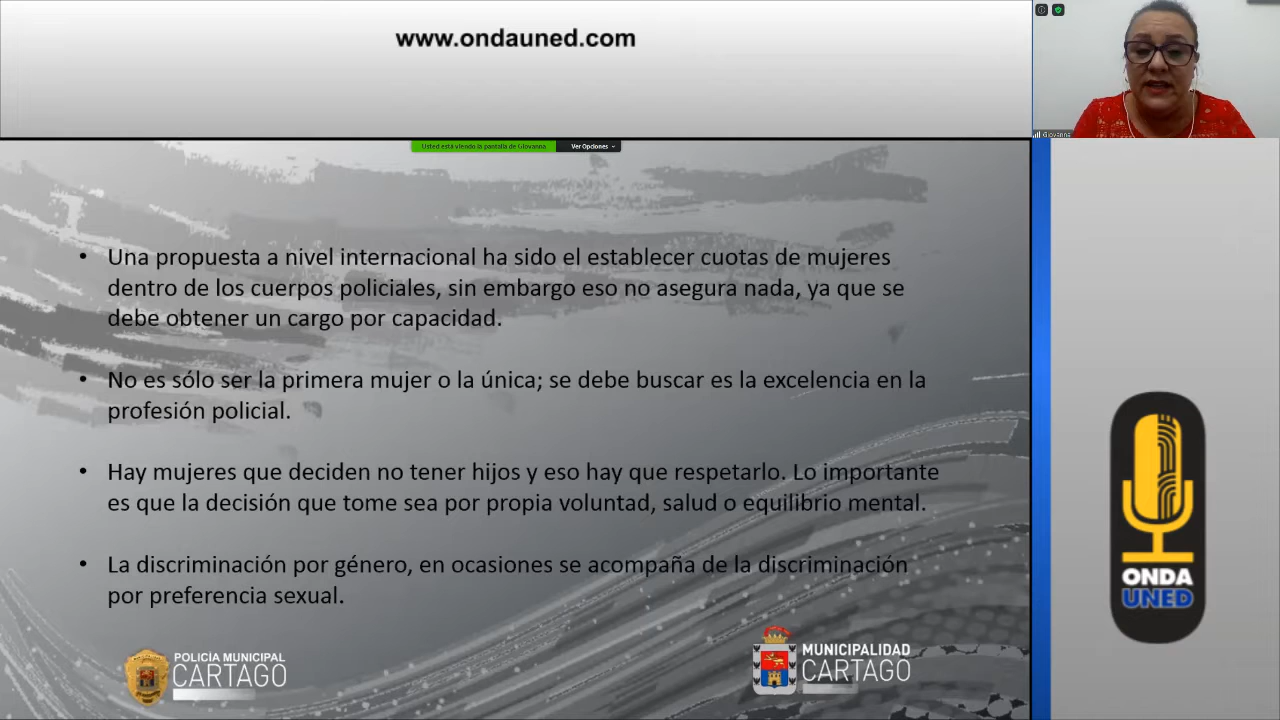 www.ondauned.com
Usted está viendo la pantalla de Giovanna
Ver Opciones
Giovanna
• Una propuesta a nivel internacional ha sido el establecer cuotas de mujeres
dentro de los cuerpos policiales, sin embargo eso no asegura nada, ya que se
debe obtener un cargo por capacidad.
• No es sólo ser la primera mujer o la única; se debe buscar es la excelencia en la
profesión policial.
• Hay mujeres que deciden no tener hijos y eso hay que respetarlo. Lo importante
es que la decisión que tome sea por propia voluntad, salud o equilibrio mental.
• La discriminación por género, en ocasiones se acompaña de la discriminación
por preferencia sexual.
POLICÍA MUNICIPAL
CARTAGO
MUNICIPALIDAD
CARTAGO
ONDA
UNED